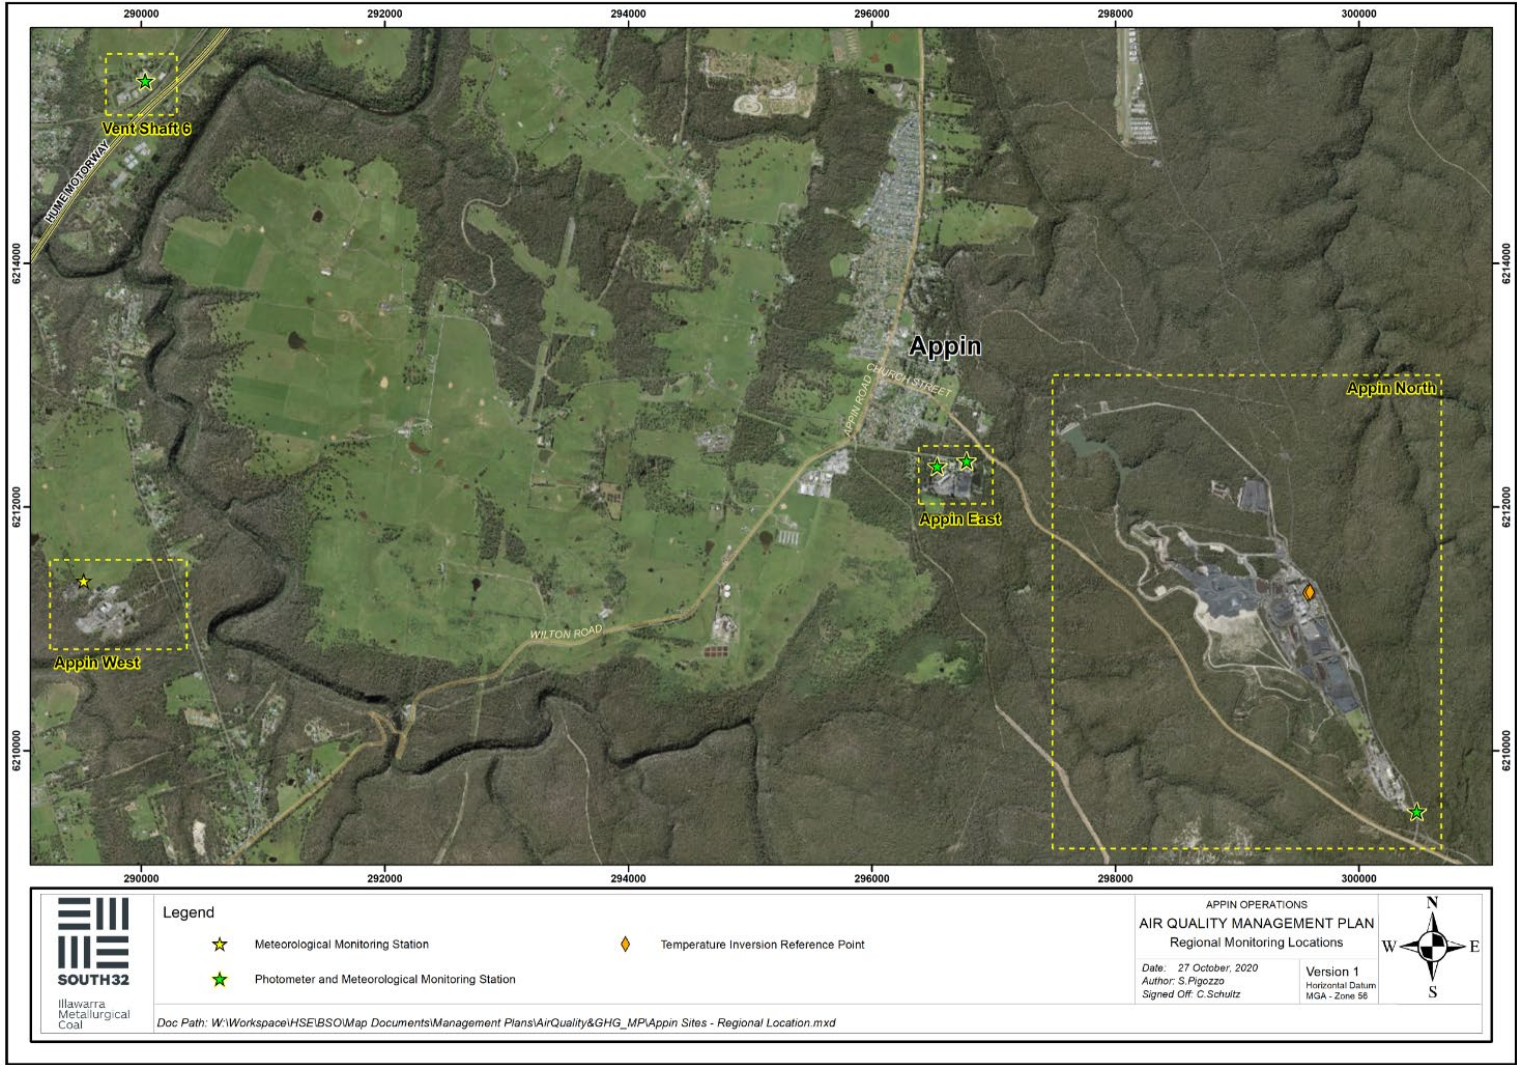 290000 292000 294000 296000 298000 300000
Vent Shaft 6
HUME MOTORWAY
6214000 6214000
Appin
CHURCH STREET
APPIN ROAD
Appin North
6212000 6212000
Appin East
WILTON ROAD
Appin West
6210000 6210000
290000 292000 294000 296000 298000 300000
SOUTH32
Illawarra
Metallurgical
Coal
Legend
Meteorological Monitoring Station
Photometer and Meteorological Monitoring Station
Temperature Inversion Reference Point
Doc Path: W:\Workspace\HSE\BSO\Map Documents\Management Plans\AirQuality&GHG_MP\Appin Sites - Regional Location.mxd
APPIN OPERATIONS
AIR QUALITY MANAGEMENT PLAN
Regional Monitoring Locations
Date: 27 October, 2020
Author: S.Pigozzo
Signed Off: C.Schultz
Version 1
Horizontal Datum
MGA - Zone 56
N
W E
S